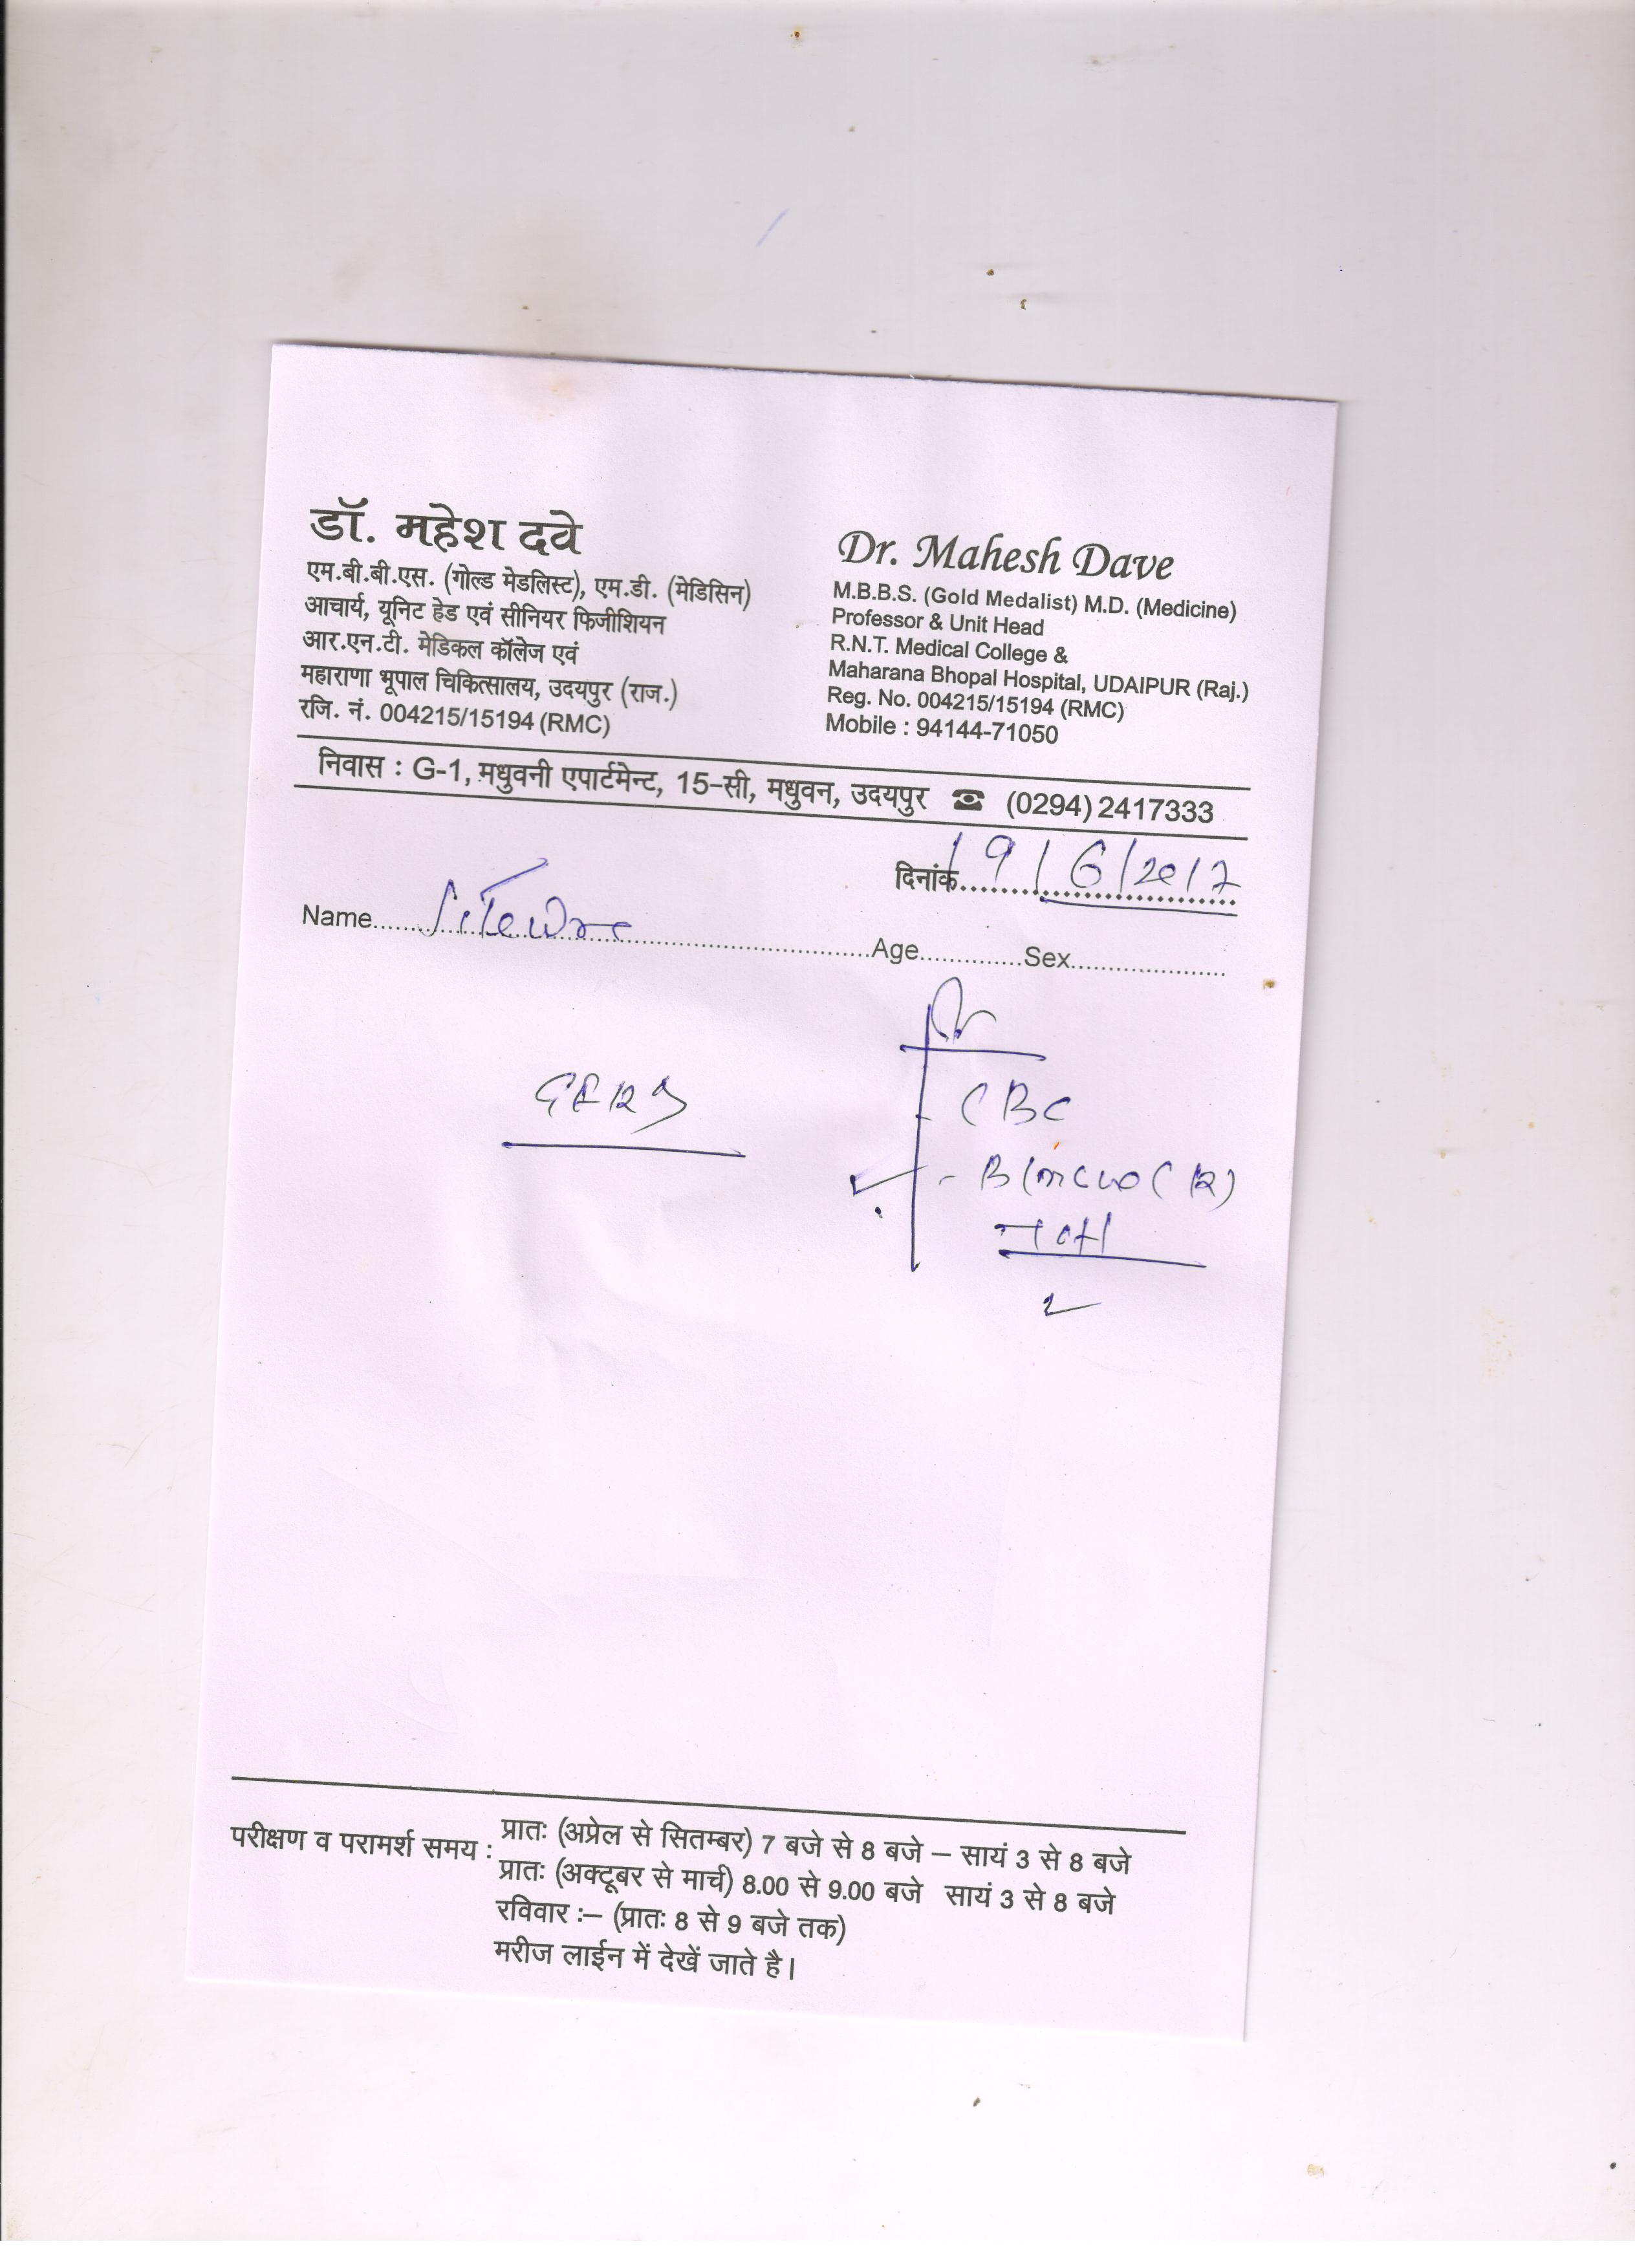 डॉ. महेश दवे
एम.बी.बी.एस. (गोल्ड मेडलिस्ट), एम.डी. (मेडिसिन)
आचार्य, यूनिट हेड एवं सीनियर फिजीशियन
आर.एन.टी. मेडिकल कॉलेज एवं
महाराणा भूपाल चिकित्सालय, उदयपुर (राज.)
रजि. नं. 004215/15194 (RMC)
Dr. Mahesh Dave
M.B.B.S. (Gold Medalist) M.D. (Medicine)
Professor & Unit Head
R.N.T. Medical College &
Maharana Bhopal Hospital, UDAIPUR (Raj.)
Reg. No. 004215/15194 (RMC)
Mobile : 94144-71050
निवास : G-1, मधुवनी एपार्टमेन्ट, 15-सी, मधुवन, उदयपुर ☎ (0294) 2417333
दिनांक 19/6/2017
Name Age Sex
CBC
परीक्षण व परामर्श समय : प्रातः (अप्रेल से सितम्बर) 7 बजे से 8 बजे – सायं 3 से 8 बजे
प्रातः (अक्टूबर से मार्च) 8.00 से 9.00 बजे सायं 3 से 8 बजे
रविवार :– (प्रातः 8 से 9 बजे तक)
मरीज लाईन में देखें जाते है।